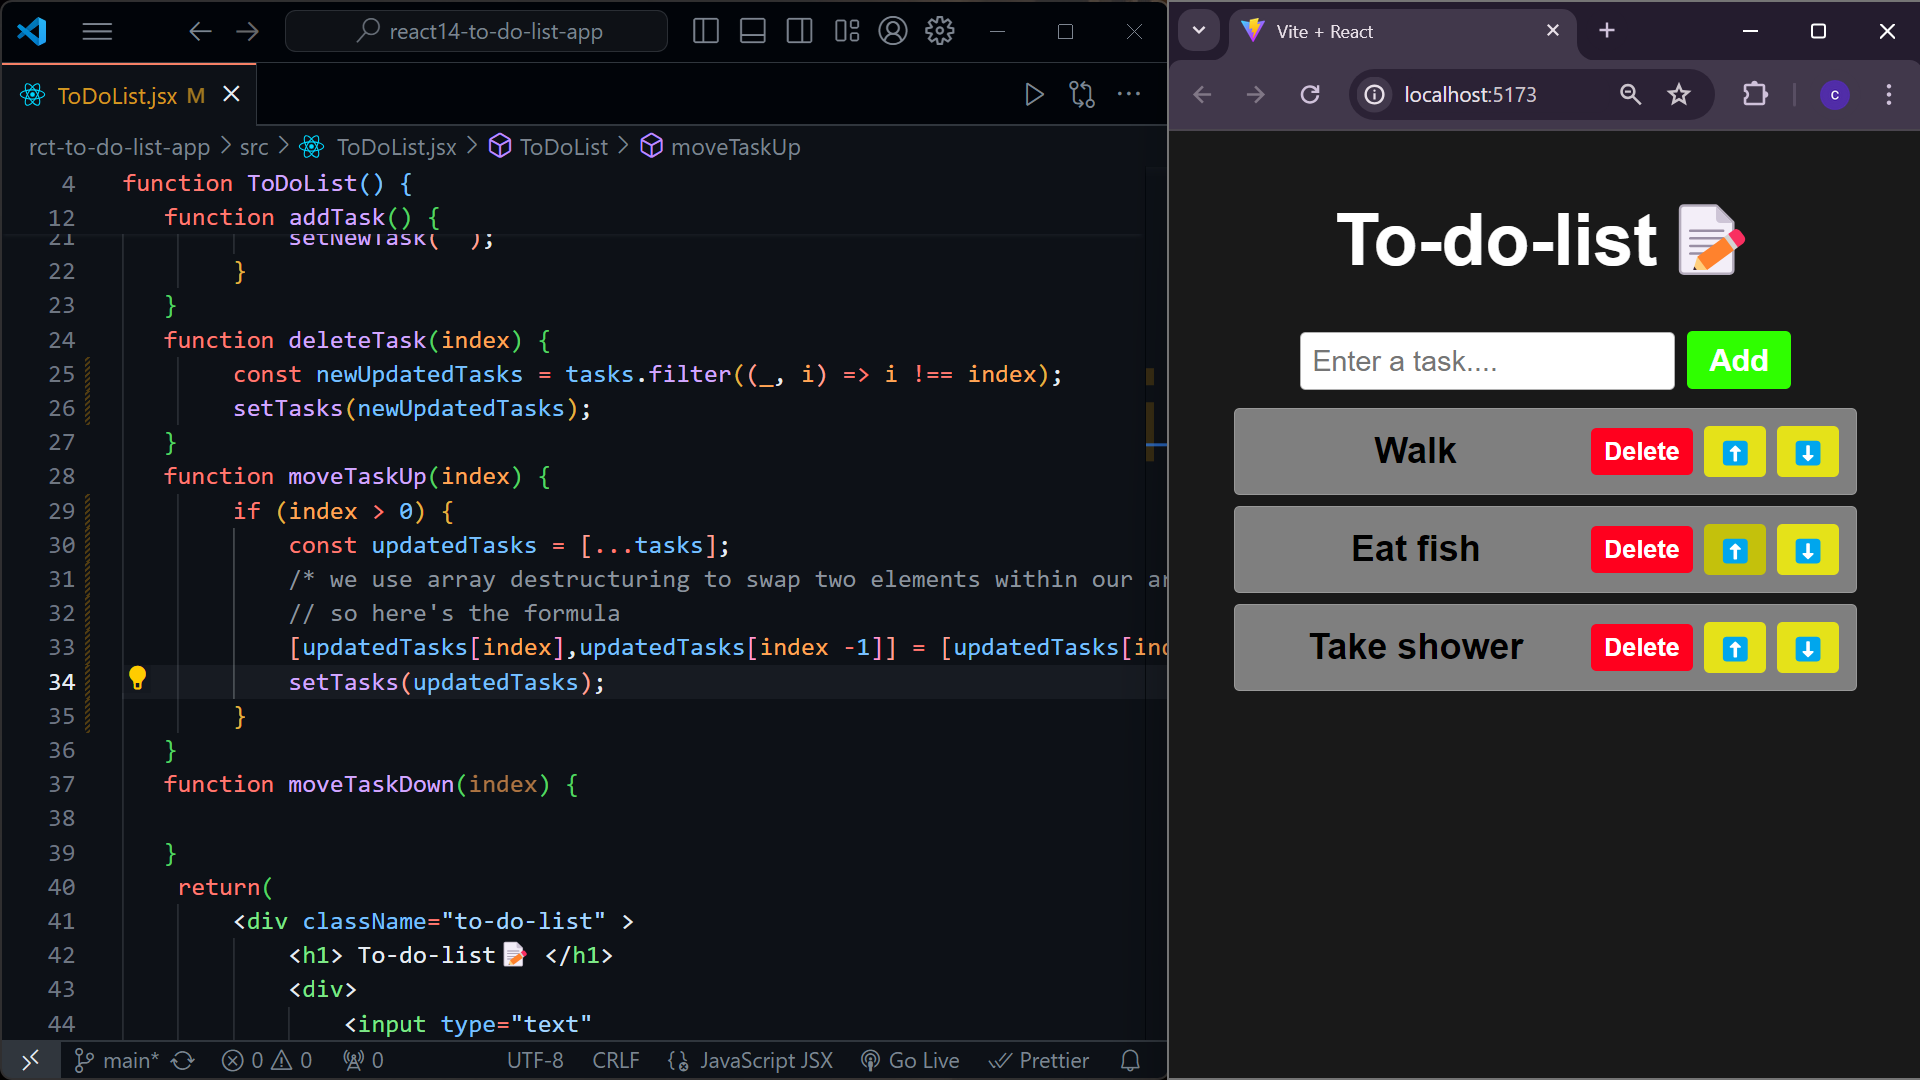 react14-to-do-list-app
ToDoList.jsx M
rct-to-do-list-app > src > ToDoList.jsx > ToDoList > moveTaskUp
4 function ToDoList() {
12 function addTask() {
21 setNewTask( );
22 }
23 }
24 function deleteTask(index) {
25 const newUpdatedTasks = tasks.filter((_, i) => i !== index);
26 setTasks(newUpdatedTasks);
27 }
28 function moveTaskUp(index) {
29 if (index > 0) {
30 const updatedTasks = [...tasks];
31 /* we use array destructuring to swap two elements within our
32 // so here's the formula
33 [updatedTasks[index],updatedTasks[index -1]] = [updatedTasks[
34 setTasks(updatedTasks);
35 }
36 }
37 function moveTaskDown(index) {
38
39 }
40 return(
41 <div className="to-do-list" >
42 <h1> To-do-list📝 </h1>
43 <div>
44 <input type="text"
main* 0 0 0 UTF-8 CRLF JavaScript JSX Go Live Prettier
Vite + React
localhost:5173
c
To-do-list 📝
Enter a task.... Add
Walk Delete ⬆️ ⬇️
Eat fish Delete ⬆️ ⬇️
Take shower Delete ⬆️ ⬇️